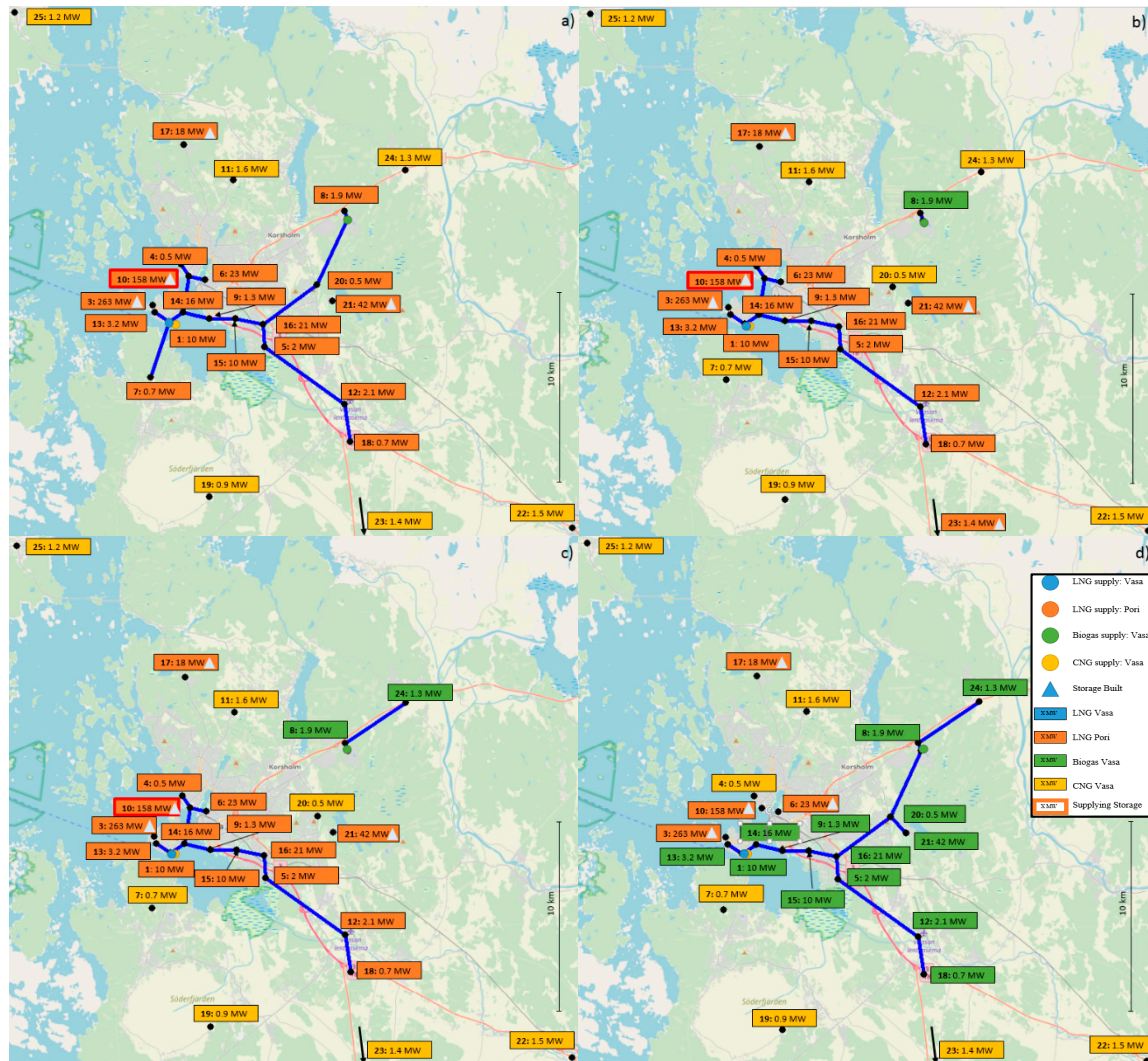 a)
25: 1.2 MW
17: 18 MW
11: 1.6 MW
24: 1.3 MW
8: 1.9 MW
Korsholm
4: 0.5 MW
10: 158 MW
6: 23 MW
20: 0.5 MW
3: 263 MW
14: 16 MW
9: 1.3 MW
21: 42 MW
13: 3.2 MW
16: 21 MW
1: 10 MW
5: 2 MW
15: 10 MW
7: 0.7 MW
10 km
12: 2.1 MW
18: 0.7 MW
Söderfjärden
19: 0.9 MW
23: 1.4 MW
22: 1.5 MW
b)
25: 1.2 MW
17: 18 MW
11: 1.6 MW
24: 1.3 MW
8: 1.9 MW
Korsholm
4: 0.5 MW
10: 158 MW
6: 23 MW
20: 0.5 MW
3: 263 MW
14: 16 MW
9: 1.3 MW
21: 42 MW
13: 3.2 MW
16: 21 MW
1: 10 MW
5: 2 MW
15: 10 MW
7: 0.7 MW
10 km
12: 2.1 MW
18: 0.7 MW
Söderfjärden
19: 0.9 MW
23: 1.4 MW
22: 1.5 MW
c)
25: 1.2 MW
17: 18 MW
11: 1.6 MW
24: 1.3 MW
8: 1.9 MW
Korsholm
4: 0.5 MW
10: 158 MW
6: 23 MW
20: 0.5 MW
3: 263 MW
14: 16 MW
9: 1.3 MW
21: 42 MW
13: 3.2 MW
16: 21 MW
1: 10 MW
5: 2 MW
15: 10 MW
7: 0.7 MW
10 km
12: 2.1 MW
18: 0.7 MW
Söderfjärden
19: 0.9 MW
23: 1.4 MW
22: 1.5 MW
d)
25: 1.2 MW
17: 18 MW
11: 1.6 MW
24: 1.3 MW
8: 1.9 MW
Korsholm
4: 0.5 MW
10: 158 MW
6: 23 MW
20: 0.5 MW
3: 263 MW
14: 16 MW
9: 1.3 MW
21: 42 MW
13: 3.2 MW
16: 21 MW
1: 10 MW
5: 2 MW
15: 10 MW
7: 0.7 MW
10 km
12: 2.1 MW
18: 0.7 MW
Söderfjärden
19: 0.9 MW
23: 1.4 MW
22: 1.5 MW
LNG supply: Vasa
LNG supply: Pori
Biogas supply: Vasa
CNG supply: Vasa
Storage Built
X MW LNG Vasa
X MW LNG Pori
X MW Biogas Vasa
X MW CNG Vasa
X MW Supplying Storage